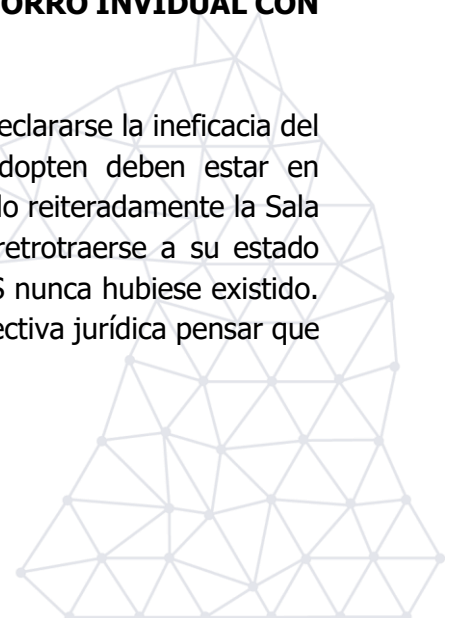 ORRO INVIDUAL CON
eclararse la ineficacia del
dopten deben estar en
lo reiteradamente la Sala
retrotraerse a su estado
S nunca hubiese existido.
ectiva jurídica pensar que